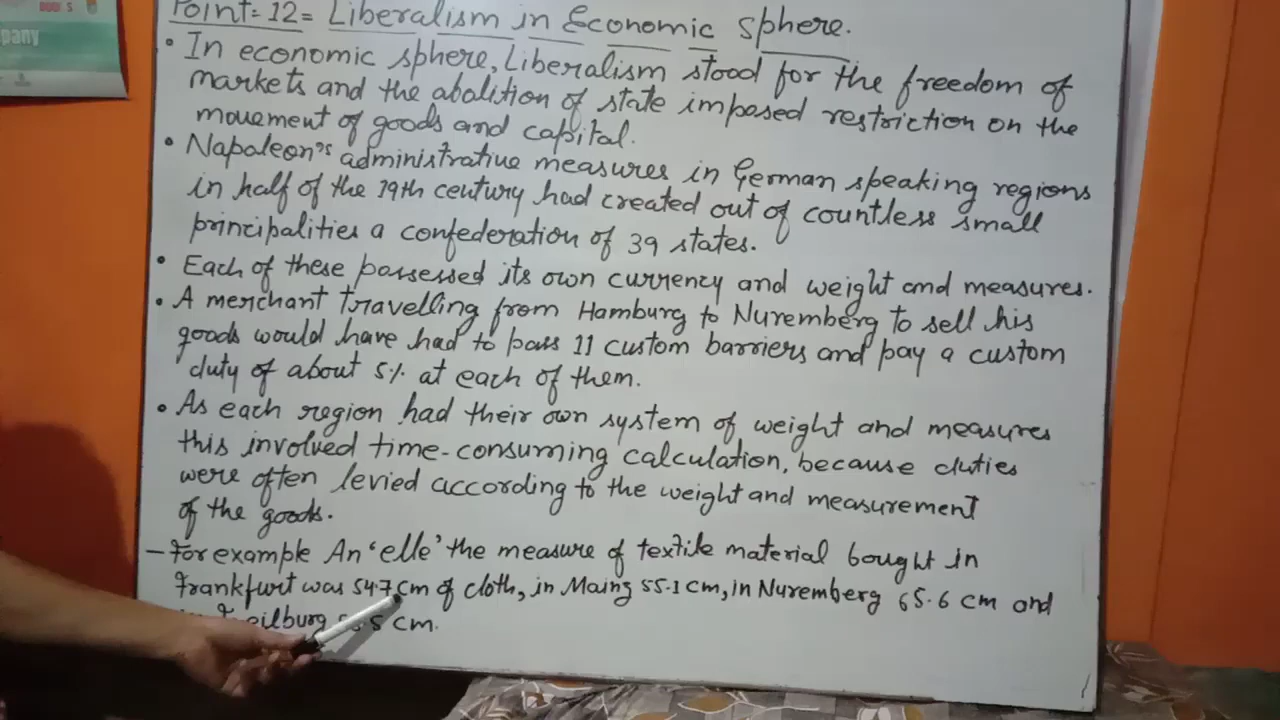 pany
Point:12= Liberalism in Economic Sphere.
• In economic sphere, Liberalism stood for the freedom of
markets and the abolition of state imposed restriction on the
movement of goods and capital.
• Napoleon's administrative measures in German speaking regions
in half of the 19th century had created out of countless small
principalities a confederation of 39 states.
• Each of these possessed its own currency and weight and measures.
• A merchant travelling from Hamburg to Nuremberg to sell his
goods would have had to pass 11 custom barriers and pay a custom
duty of about 5% at each of them.
• As each region had their own system of weight and measures
this involved time-consuming calculation, because duties
were often levied according to the weight and measurement
of the goods.
- For example An 'elle' the measure of textile material bought in
Frankfurt was 54.7 cm of cloth, in Mainz 55.1 cm, in Nuremberg 65.6 cm and
cm.